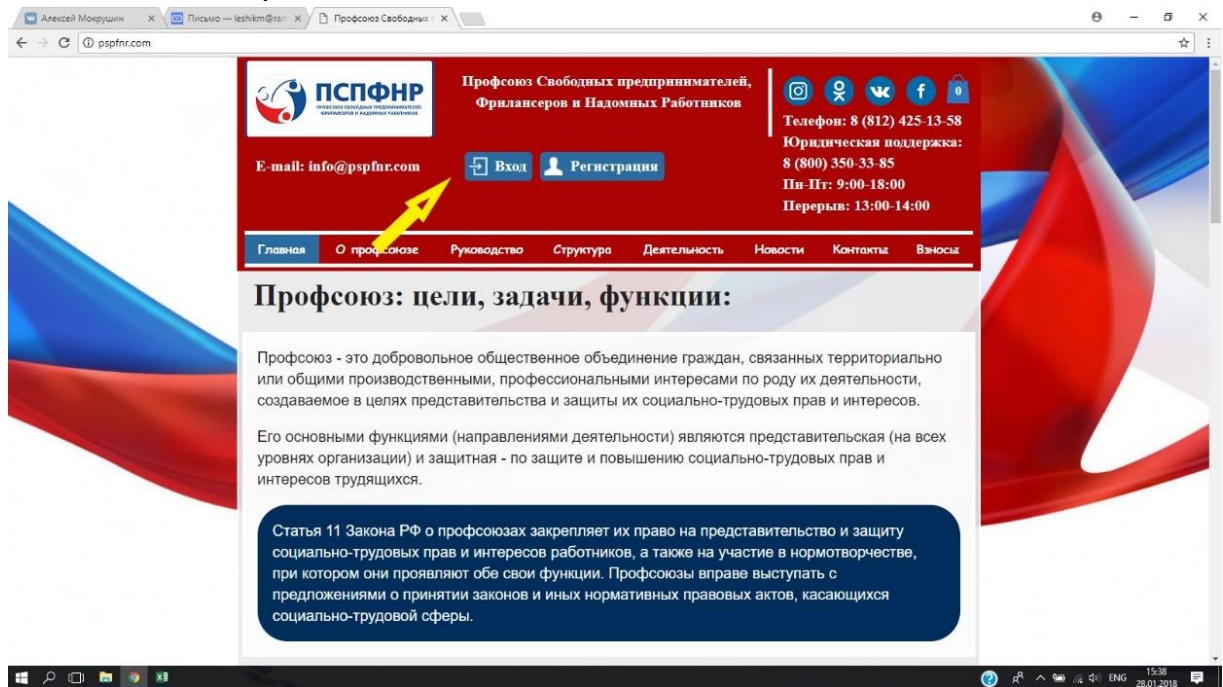 Алексей Мокрушин
Письмо — leshikm@ram
Профсоюз Свободных
pspfnr.com
ПСПФНР
ПРОФСОЮЗ СВОБОДНЫХ ПРЕДПРИНИМАТЕЛЕЙ,
ФРИЛАНСЕРОВ И НАДОМНЫХ РАБОТНИКОВ
Профсоюз Свободных предпринимателей,
Фрилансеров и Надомных Работников
0
Телефон: 8 (812) 425-13-58
Юридическая поддержка:
8 (800) 350-33-85
Пн-Пт: 9:00-18:00
Перерыв: 13:00-14:00
E-mail: info@pspfnr.com
Вход
Регистрация
Главная О профсоюзе Руководство Структура Деятельность Новости Контакты Взносы
Профсоюз: цели, задачи, функции:
Профсоюз - это добровольное общественное объединение граждан, связанных территориально
или общими производственными, профессиональными интересами по роду их деятельности,
создаваемое в целях представительства и защиты их социально-трудовых прав и интересов.
Его основными функциями (направлениями деятельности) являются представительская (на всех
уровнях организации) и защитная - по защите и повышению социально-трудовых прав и
интересов трудящихся.
Статья 11 Закона РФ о профсоюзах закрепляет их право на представительство и защиту
социально-трудовых прав и интересов работников, а также на участие в нормотворчестве,
при котором они проявляют обе свои функции. Профсоюзы вправе выступать с
предложениями о принятии законов и иных нормативных правовых актов, касающихся
социально-трудовой сферы.
ENG
15:38
28.01.2018